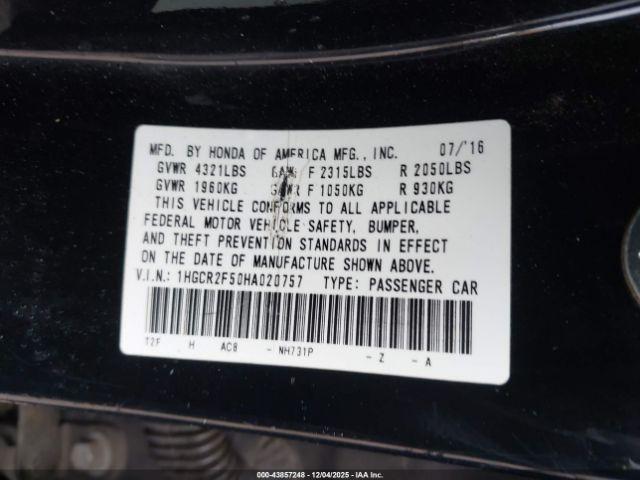 MFD. BY HONDA OF AMERICA MFG., INC. 07/'16
GVWR 4321LBS GAWR F 2315LBS R 2050LBS
GVWR 1960KG GAWR F 1050KG R 930KG
THIS VEHICLE CONFORMS TO ALL APPLICABLE
FEDERAL MOTOR VEHICLE SAFETY, BUMPER,
AND THEFT PREVENTION STANDARDS IN EFFECT
ON THE DATE OF MANUFACTURE SHOWN ABOVE.
V.I.N.: 1HGCR2F50HA020757 TYPE: PASSENGER CAR
T2F H AC8 - NH731P - Z - A
000-43857248 - 12/04/2025 - IAA Inc.